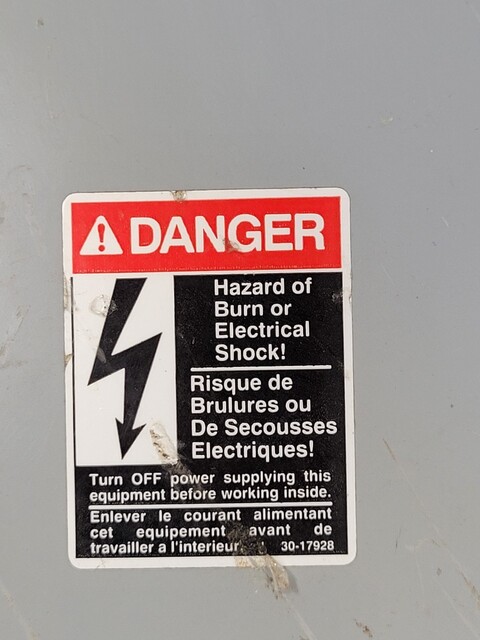 DANGER
Hazard of
Burn or
Electrical
Shock!
Risque de
Brulures ou
De Secousses
Electriques!
Turn OFF power supplying this
equipment before working inside.
Enlever le courant alimentant
cet equipement avant de
travailler a l'interieur. 30-17928